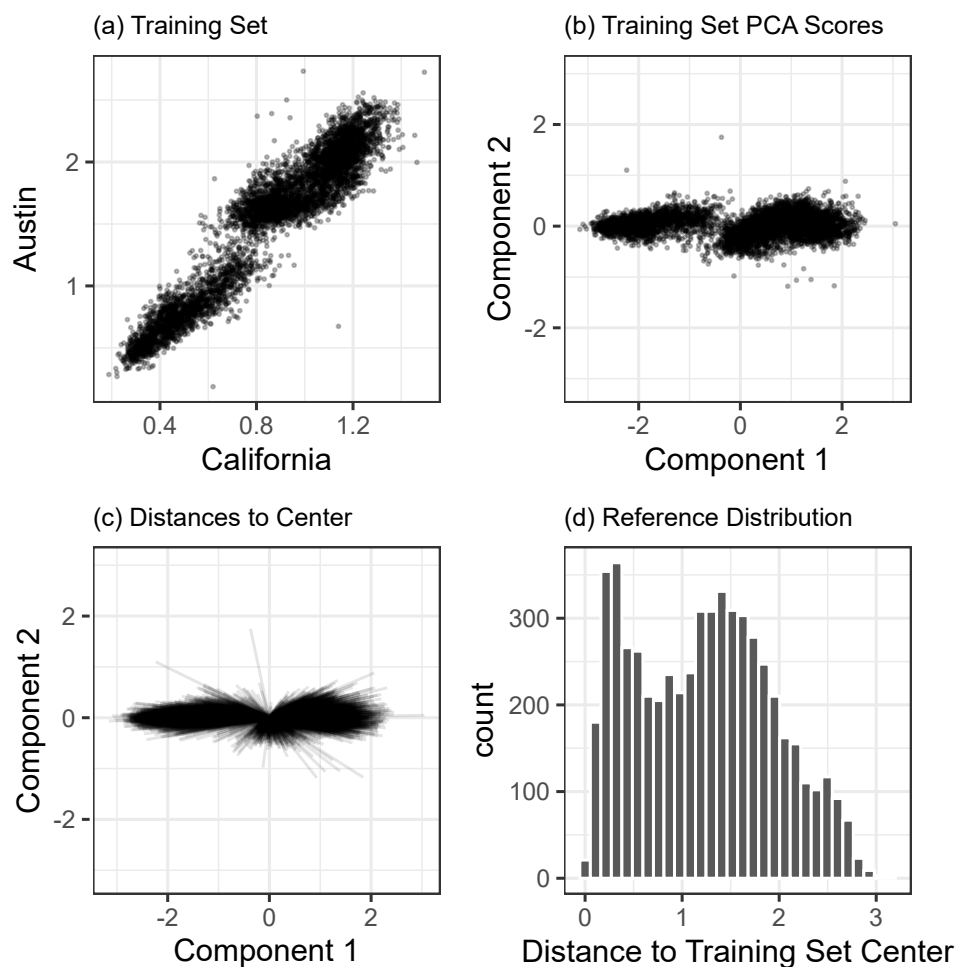 (a) Training Set
Austin
2
1
0.4 0.8 1.2
California
(b) Training Set PCA Scores
Component 2
2
0
-2
-2 0 2
Component 1
(c) Distances to Center
Component 2
2
0
-2
-2 0 2
Component 1
(d) Reference Distribution
count
300
200
100
0
0 1 2 3
Distance to Training Set Center